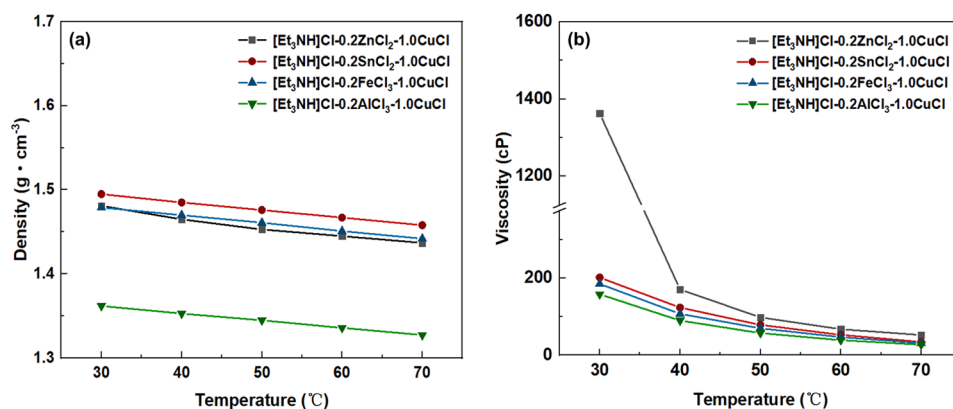 (a)
[Et₃NH]Cl-0.2ZnCl₂-1.0CuCl
[Et₃NH]Cl-0.2SnCl₂-1.0CuCl
[Et₃NH]Cl-0.2FeCl₃-1.0CuCl
[Et₃NH]Cl-0.2AlCl₃-1.0CuCl
1.7
1.6
1.5
1.4
1.3
Density (g·cm⁻³)
30 40 50 60 70
Temperature (℃)
(b)
[Et₃NH]Cl-0.2ZnCl₂-1.0CuCl
[Et₃NH]Cl-0.2SnCl₂-1.0CuCl
[Et₃NH]Cl-0.2FeCl₃-1.0CuCl
[Et₃NH]Cl-0.2AlCl₃-1.0CuCl
1600
1400
1200
200
0
Viscosity (cP)
30 40 50 60 70
Temperature (℃)